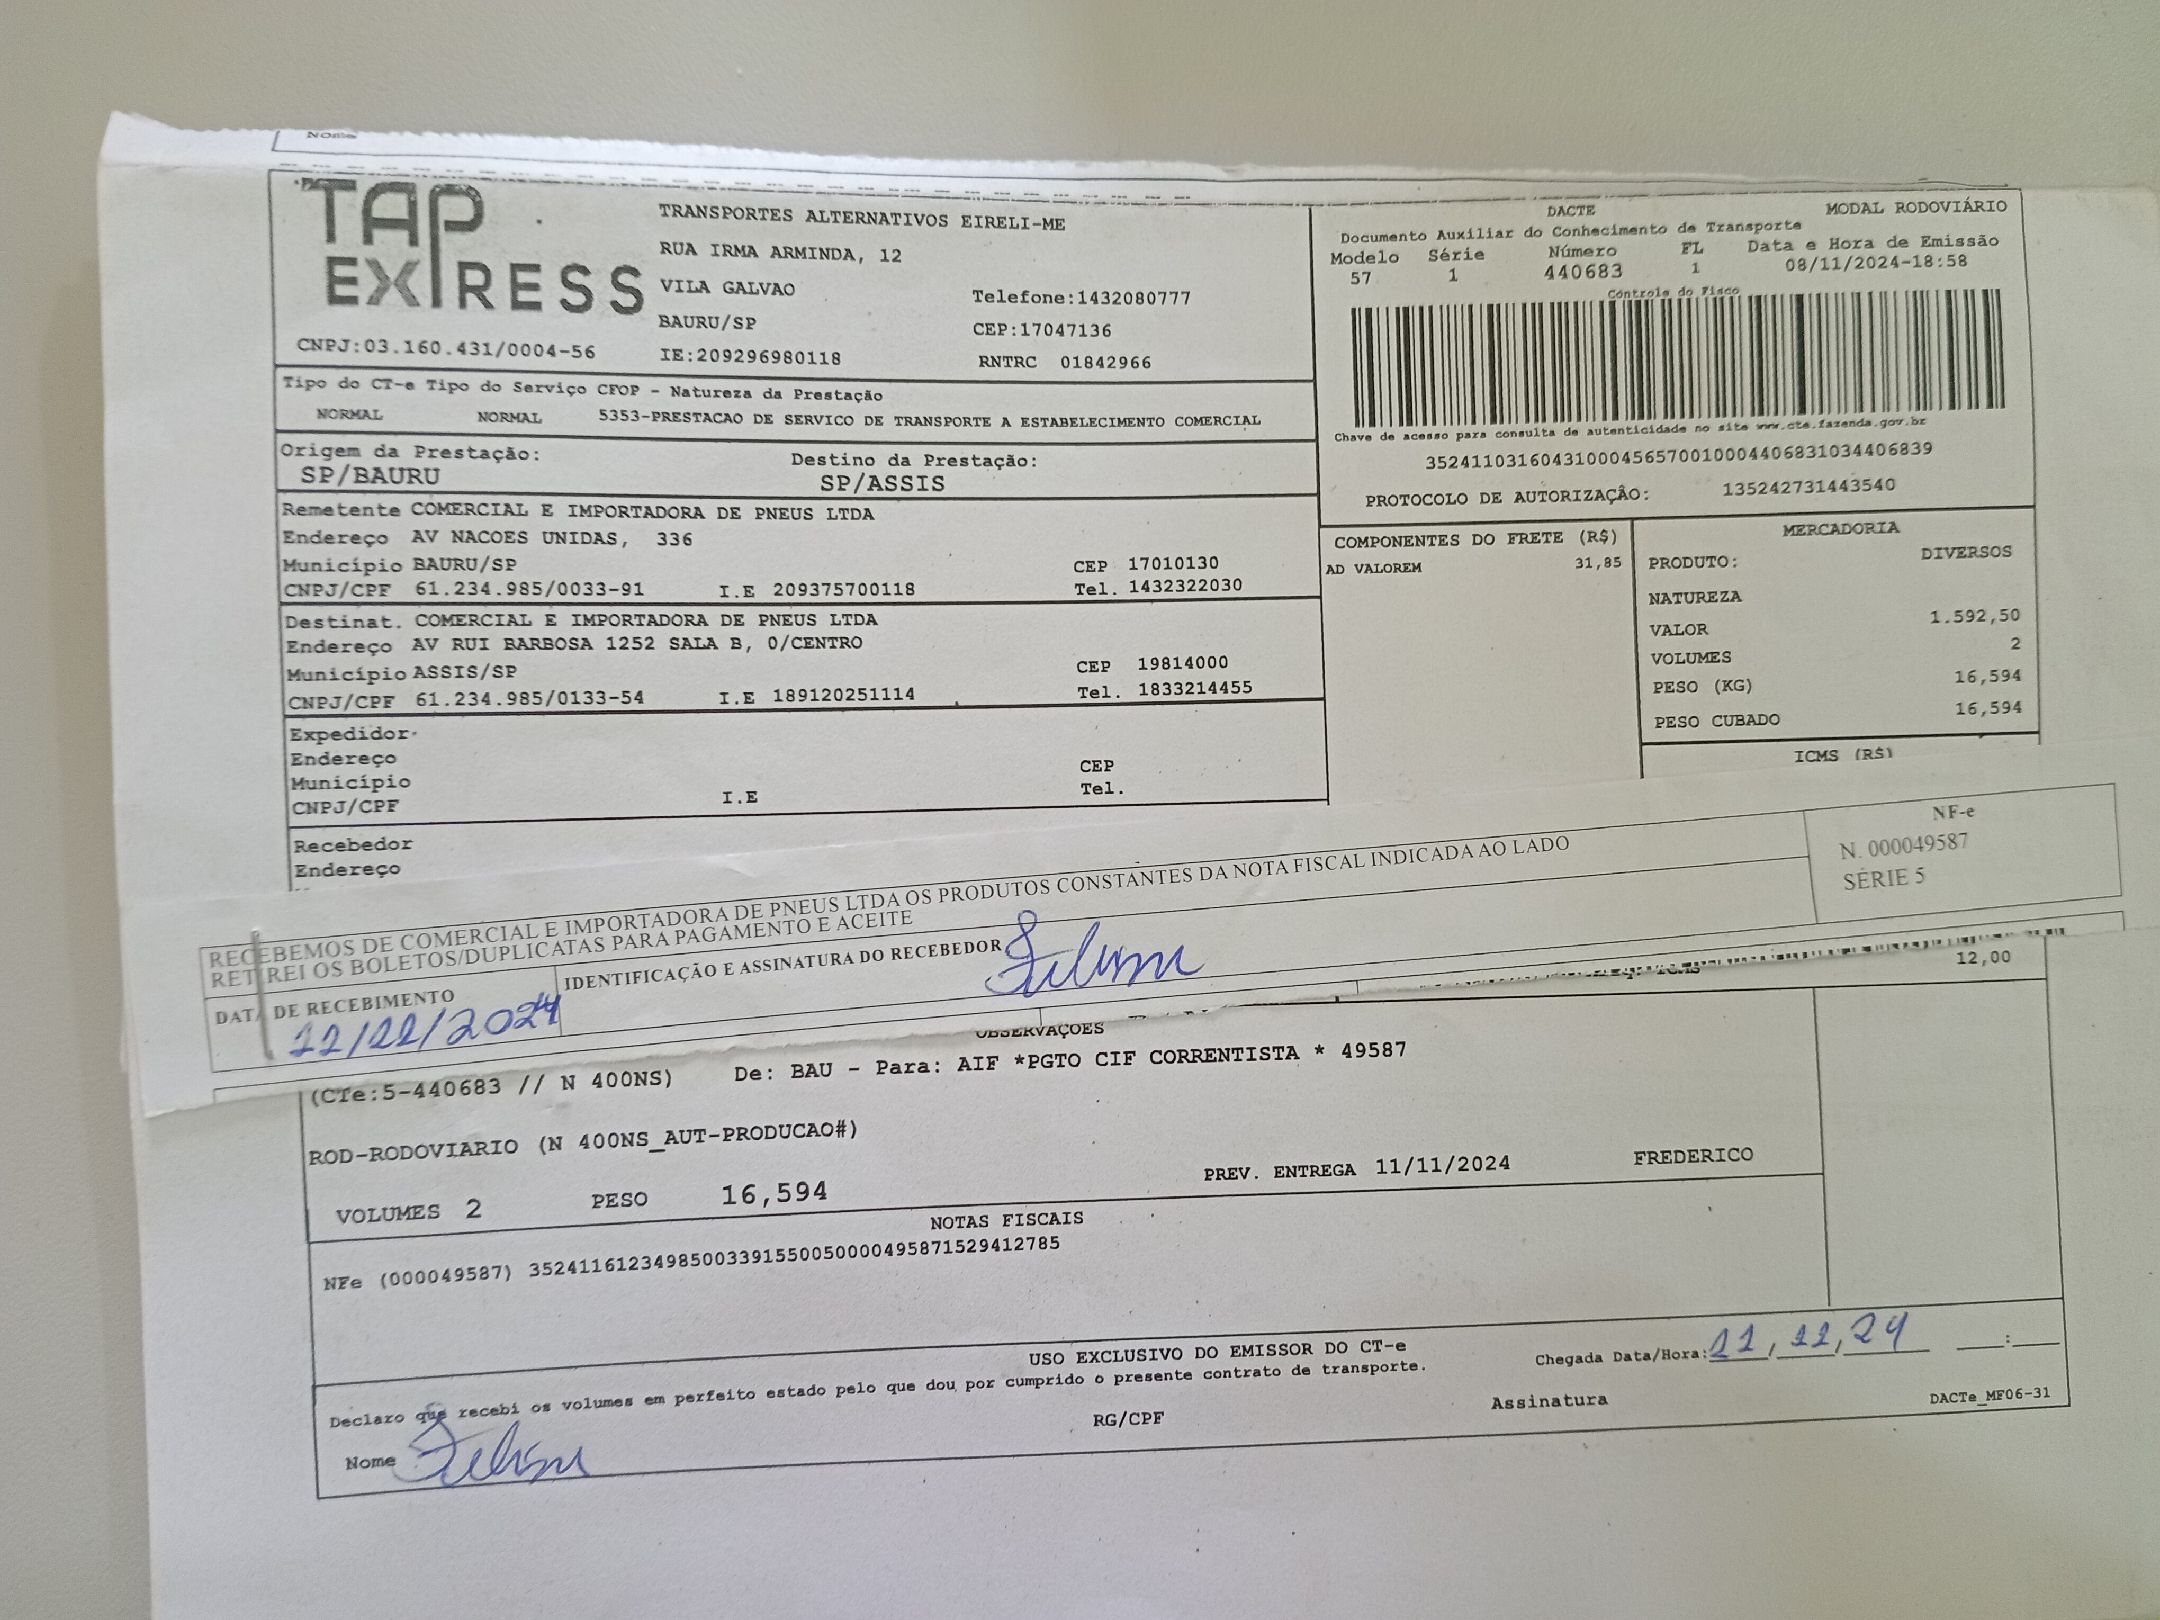 Nome
TAP EXPRESS
TRANSPORTES ALTERNATIVOS EIRELI-ME
RUA IRMA ARMINDA, 12
VILA GALVAO
Telefone:1432080777
BAURU/SP
CEP:17047136
CNPJ:03.160.431/0004-56
IE:209296980118
RNTRC 01842966
DACTE
MODAL RODOVIÁRIO
Documento Auxiliar do Conhecimento de Transporte
Modelo Série Número FL Data e Hora de Emissão
57 1 440683 1 08/11/2024-18:58
Controle do Fisco
Chave de acesso para consulta de autenticidade no site www.cte.fazenda.gov.br
35241103160431000456570010004406831034406839
PROTOCOLO DE AUTORIZAÇÃO: 135242731443540
Tipo do CT-e Tipo do Serviço CFOP - Natureza da Prestação
NORMAL NORMAL 5353-PRESTACAO DE SERVICO DE TRANSPORTE A ESTABELECIMENTO COMERCIAL
Origem da Prestação: Destino da Prestação:
SP/BAURU SP/ASSIS
Remetente COMERCIAL E IMPORTADORA DE PNEUS LTDA
Endereço AV NACOES UNIDAS, 336
Município BAURU/SP CEP 17010130
CNPJ/CPF 61.234.985/0033-91 I.E 209375700118 Tel. 1432322030
Destinat. COMERCIAL E IMPORTADORA DE PNEUS LTDA
Endereço AV RUI BARBOSA 1252 SALA B, 0/CENTRO
Município ASSIS/SP CEP 19814000
CNPJ/CPF 61.234.985/0133-54 I.E 189120251114 Tel. 1833214455
Expedidor
Endereço
Município CEP
CNPJ/CPF I.E Tel.
Recebedor
Endereço
COMPONENTES DO FRETE (R$)
AD VALOREM 31,85
MERCADORIA
PRODUTO: DIVERSOS
NATUREZA
VALOR 1.592,50
VOLUMES 2
PESO (KG) 16,594
PESO CUBADO 16,594
ICMS (R$)
RECEBEMOS DE COMERCIAL E IMPORTADORA DE PNEUS LTDA OS PRODUTOS CONSTANTES DA NOTA FISCAL INDICADA AO LADO
RETIREI OS BOLETOS/DUPLICATAS PARA PAGAMENTO E ACEITE
NF-e
N. 000049587
SÉRIE 5
DATA DE RECEBIMENTO
11/11/2024
IDENTIFICAÇÃO E ASSINATURA DO RECEBEDOR
12,00
OBSERVAÇOES
(CTe:5-440683 // N 400NS) De: BAU - Para: AIF *PGTO CIF CORRENTISTA * 49587
ROD-RODOVIARIO (N 400NS_AUT-PRODUCAO#)
PREV. ENTREGA 11/11/2024 FREDERICO
VOLUMES 2 PESO 16,594
NOTAS FISCAIS
NFe (000049587) 35241161234985003391550050000495871529412785
USO EXCLUSIVO DO EMISSOR DO CT-e
Chegada Data/Hora: 11, 11, 24 :
Declaro que recebi os volumes em perfeito estado pelo que dou por cumprido o presente contrato de transporte.
Nome RG/CPF Assinatura DACTe_MF06-31